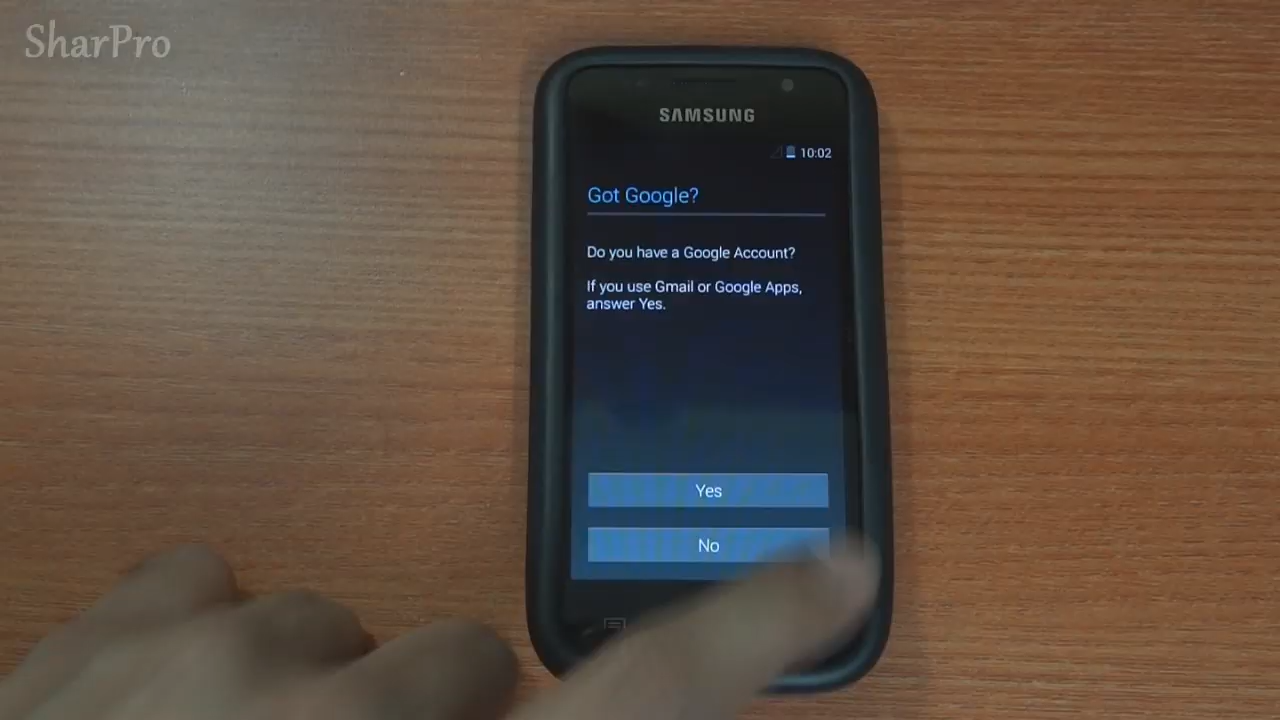 SharPro
SAMSUNG
10:02
Got Google?
Do you have a Google Account?
If you use Gmail or Google Apps,
answer Yes.
Yes
No